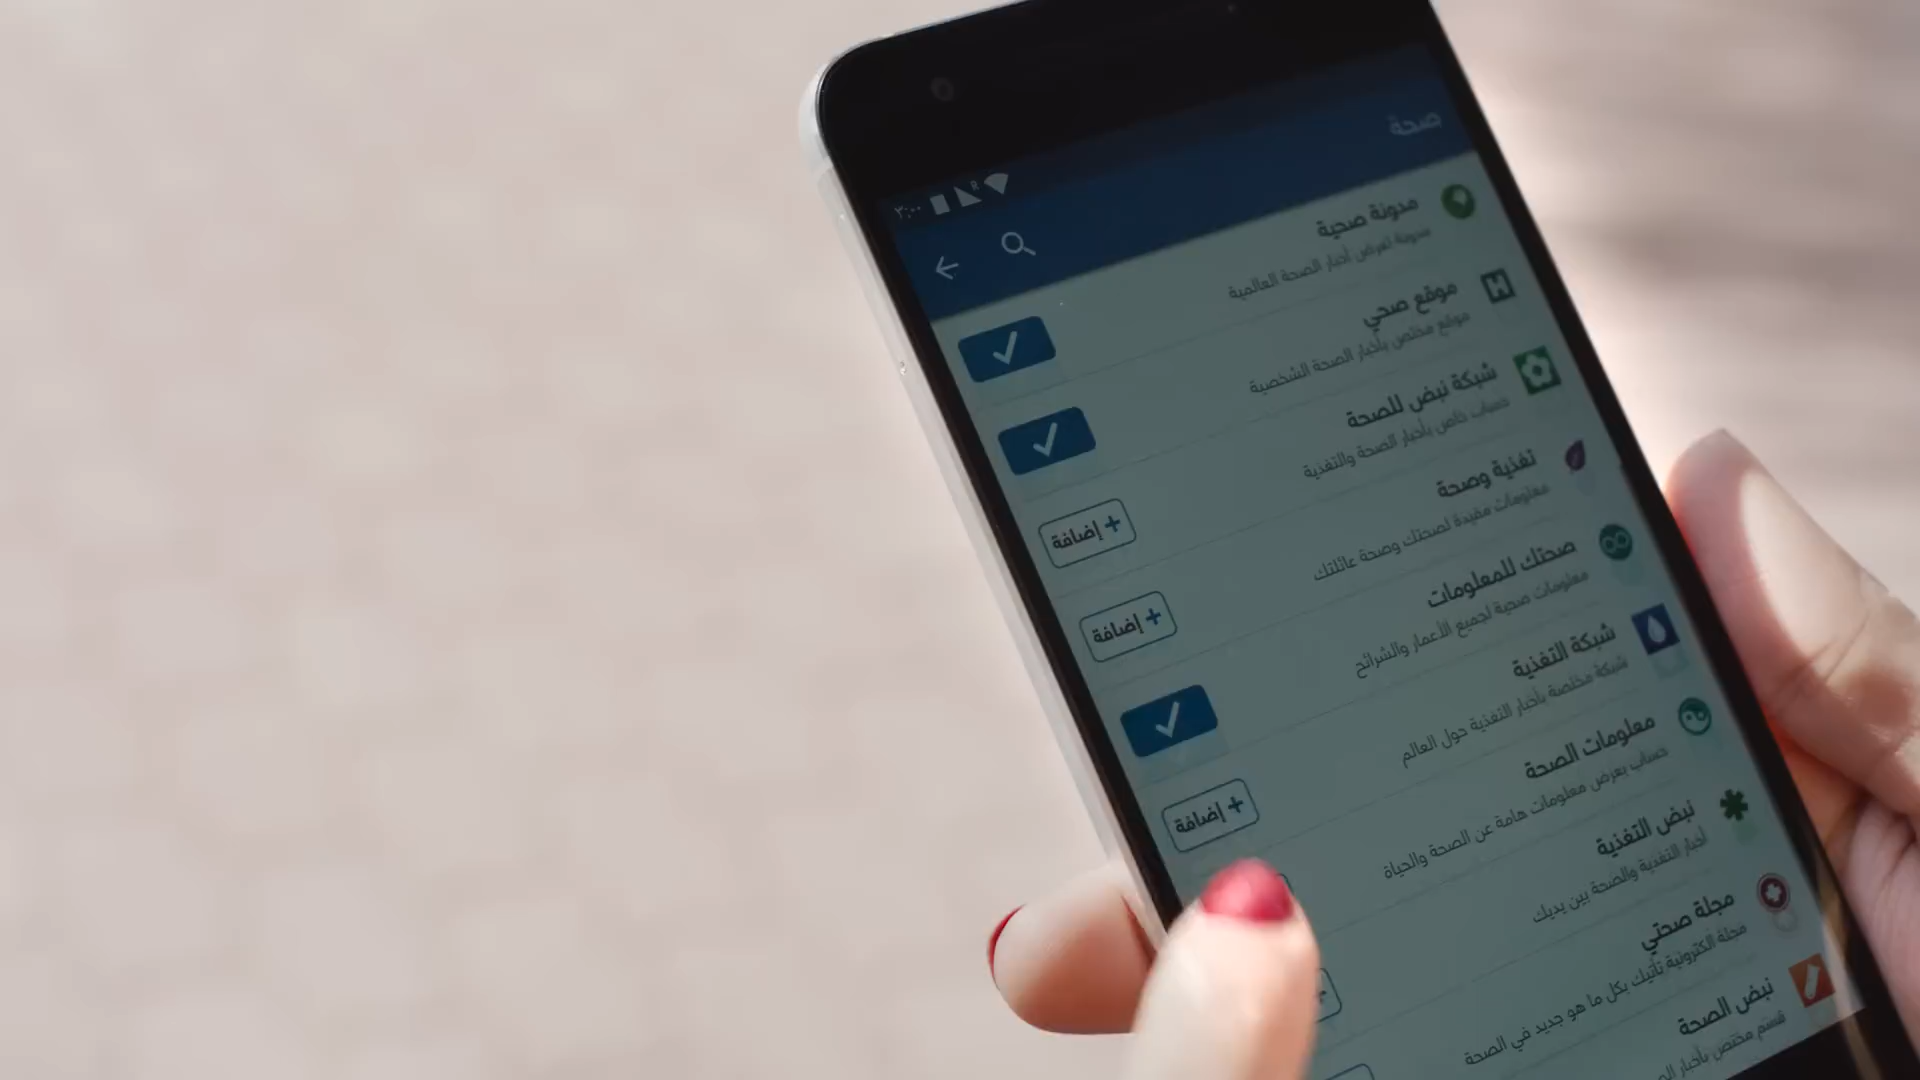 ٣:٠٠
R
صحة
مدونة صحية
مدونة تعرض أخبار الصحة العالمية
موقع صحي
موقع مختص بأخبار الصحة الشخصية
شبكة نبض للصحة
حساب خاص بأخبار الصحة والتغذية
+ إضافة
تغذية وصحة
معلومات مفيدة لصحتك وصحة عائلتك
+ إضافة
صحتك للمعلومات
معلومات صحية لجميع الأعمار والشرائح
شبكة التغذية
شبكة مختصة بأخبار التغذية حول العالم
+ إضافة
معلومات الصحة
حساب يعرض معلومات هامة عن الصحة والحياة
نبض التغذية
أخبار التغذية والصحة بين يديك
مجلة صحتي
مجلة الكترونية تأتيك بكل ما هو جديد في الصحة
نبض الصحة
قسم مختص بأخبار